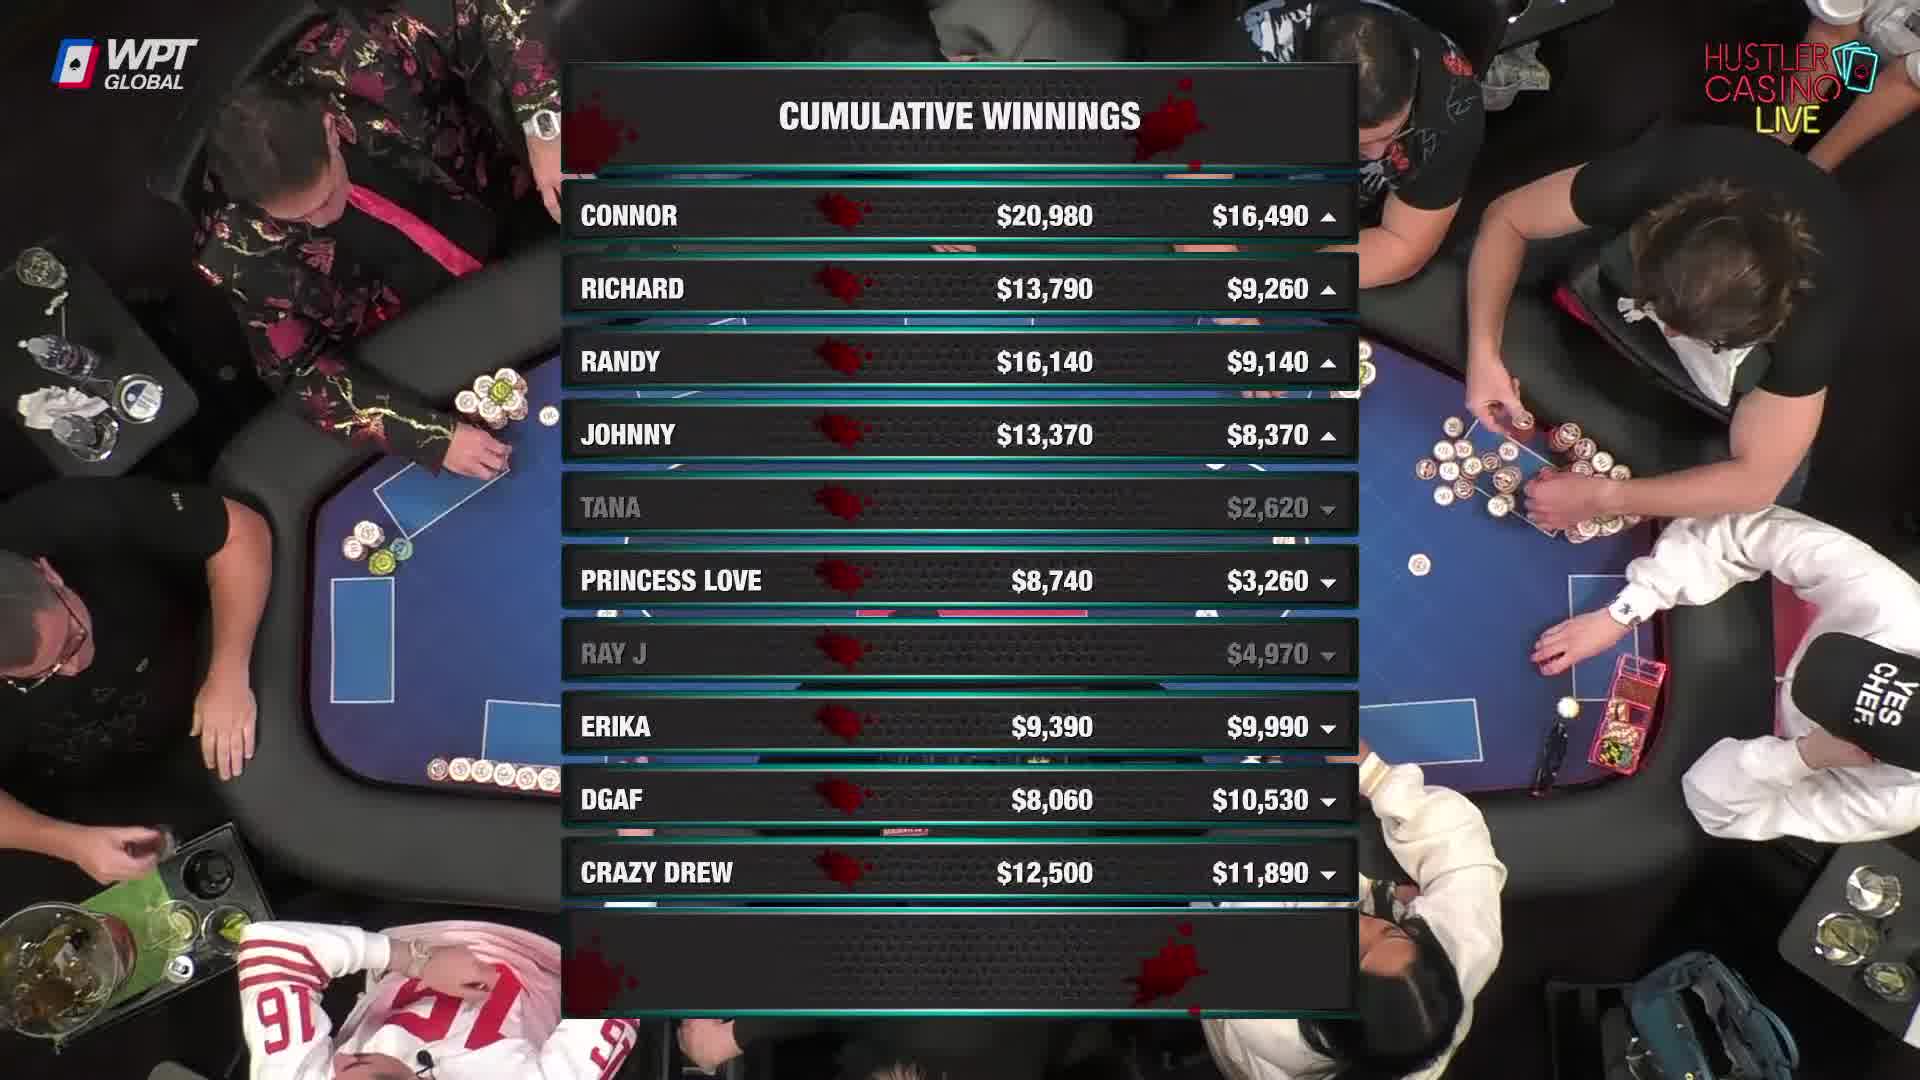 WPT
GLOBAL
HUSTLER
CASINO
LIVE
CUMULATIVE WINNINGS
CONNOR $20,980 $16,490 ▲
RICHARD $13,790 $9,260 ▲
RANDY $16,140 $9,140 ▲
JOHNNY $13,370 $8,370 ▲
TANA $2,620 ▼
PRINCESS LOVE $8,740 $3,260 ▼
RAY J $4,970 ▼
ERIKA $9,390 $9,990 ▼
DGAF $8,060 $10,530 ▼
CRAZY DREW $12,500 $11,890 ▼
YES
CHEF.
16